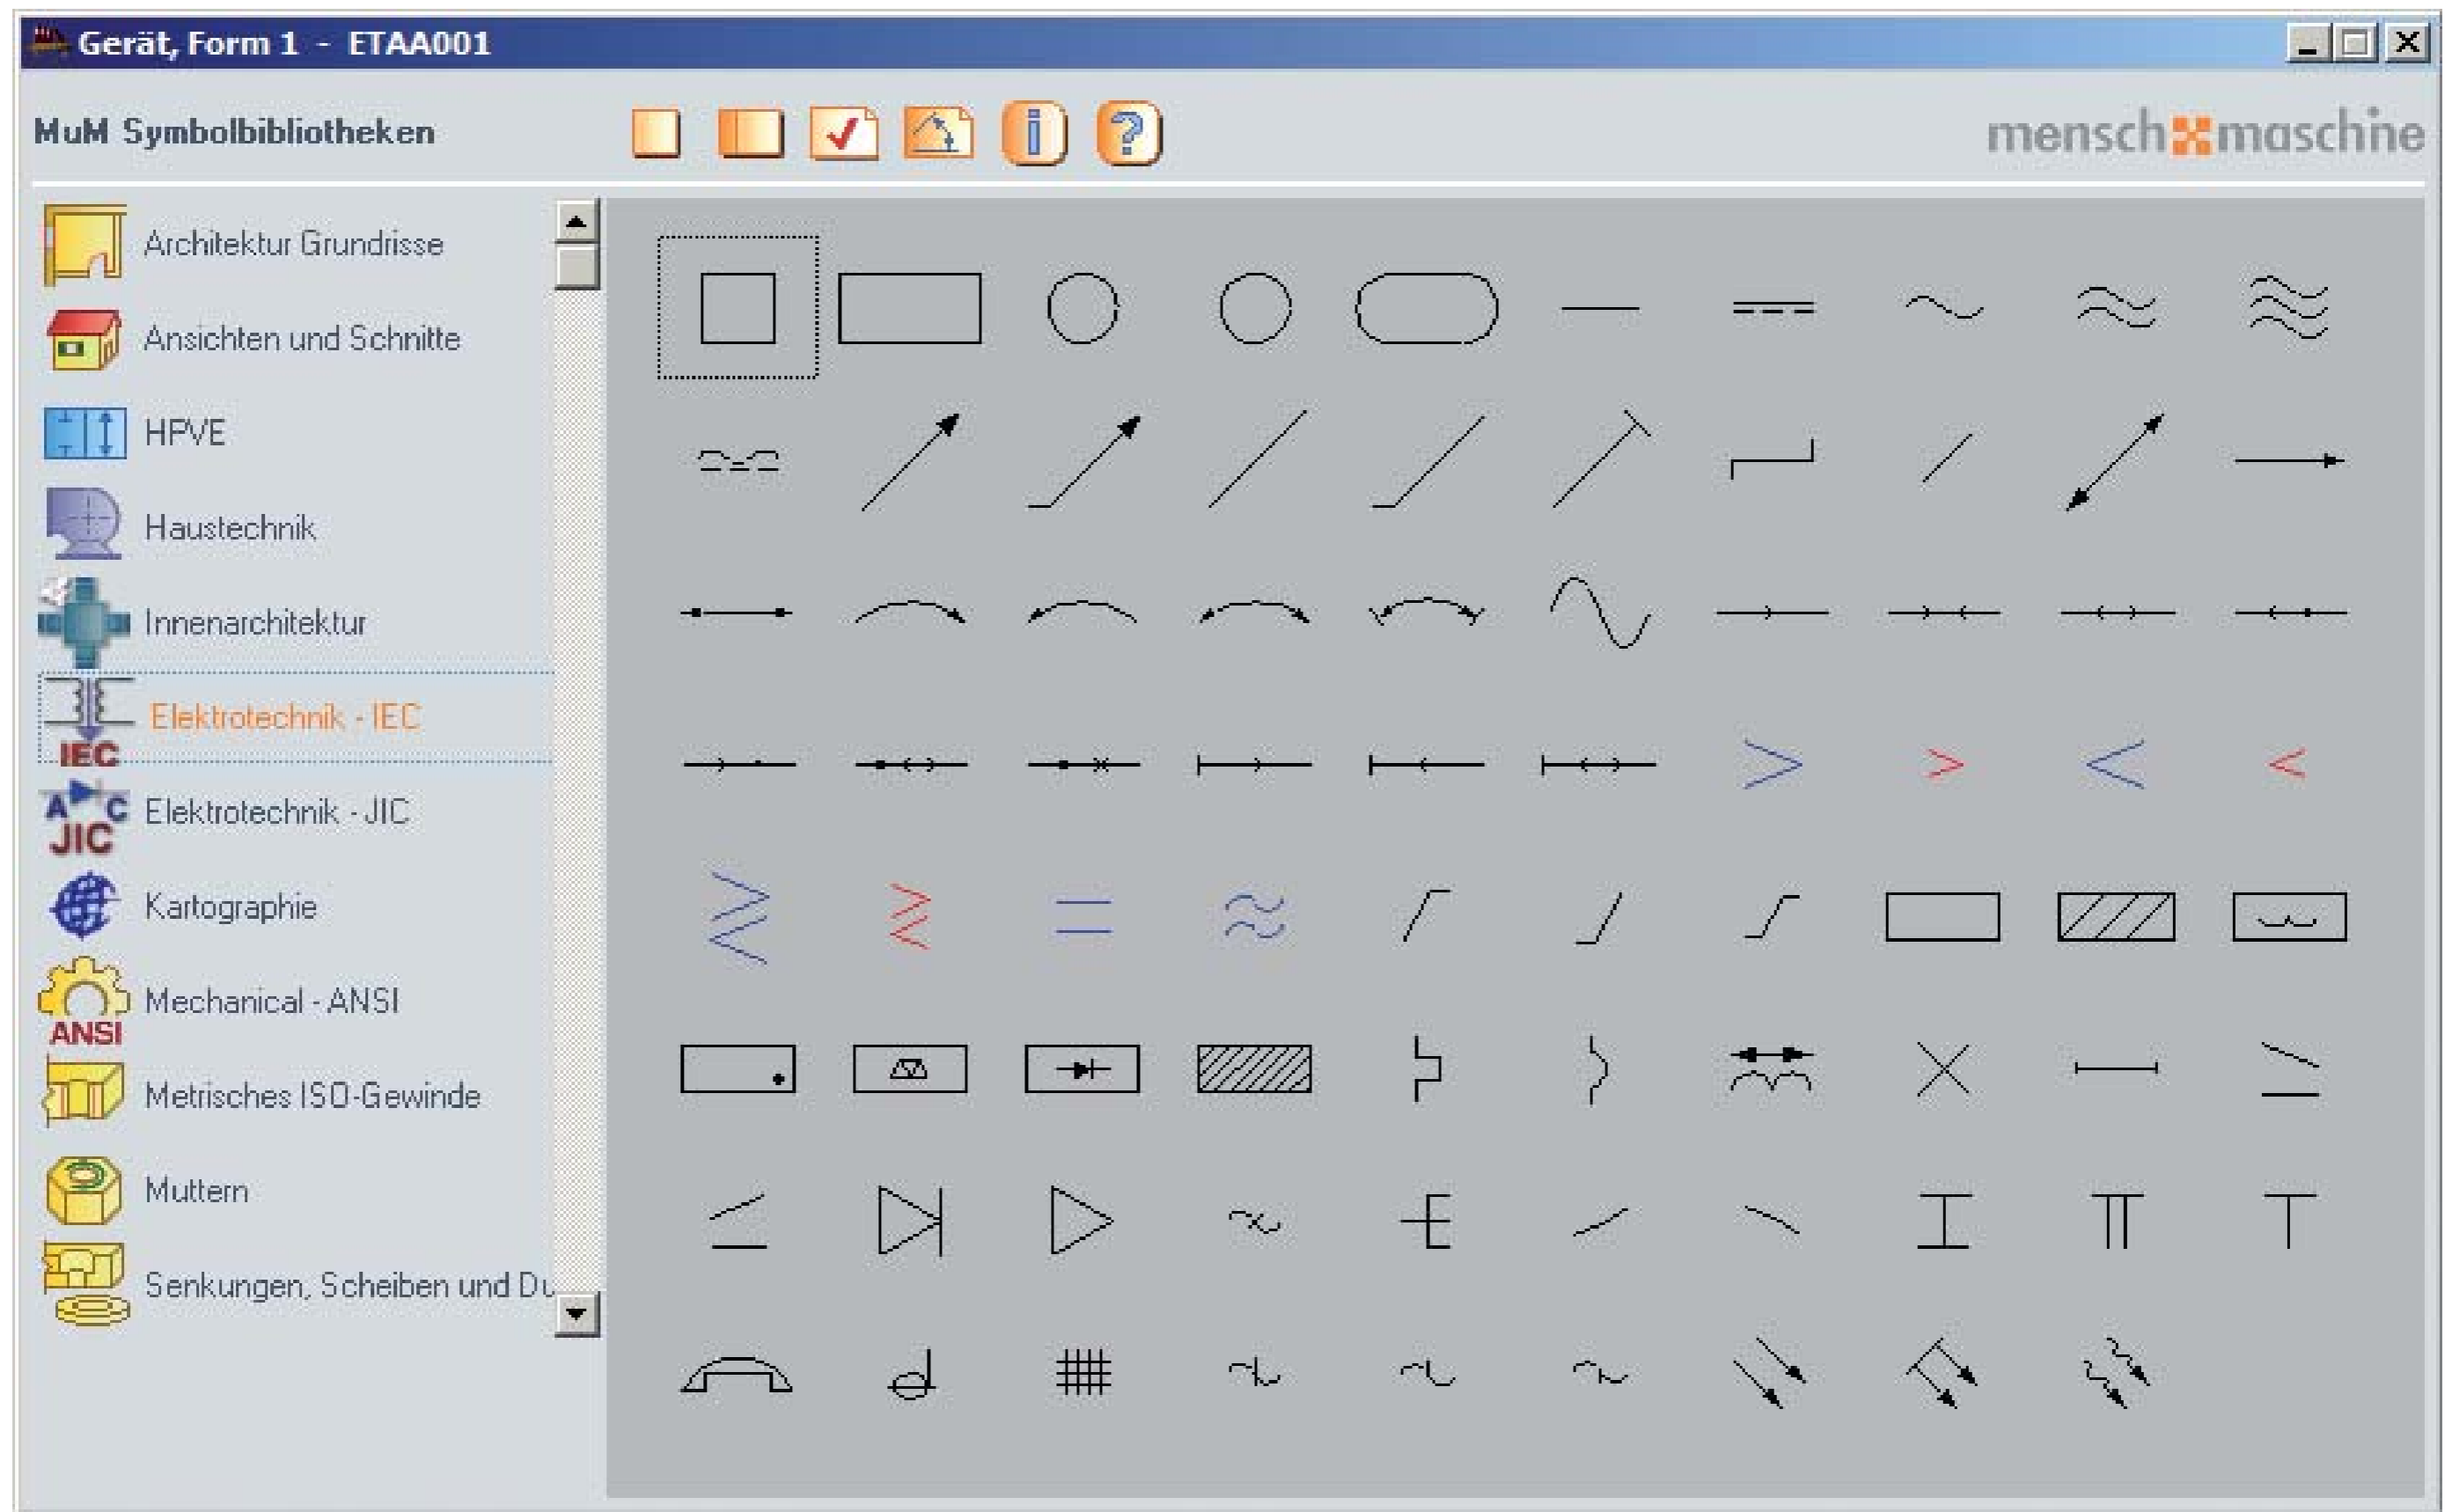 Gerät, Form 1 - ETAA001
MuM Symbolbibliotheken
mensch maschine
Architektur Grundrisse
Ansichten und Schnitte
HPVE
Haustechnik
Innenarchitektur
Elektrotechnik - IEC
IEC
A C
JIC
Elektrotechnik - JIC
Kartographie
Mechanical - ANSI
ANSI
Metrisches ISO-Gewinde
Muttern
Senkungen, Scheiben und Du